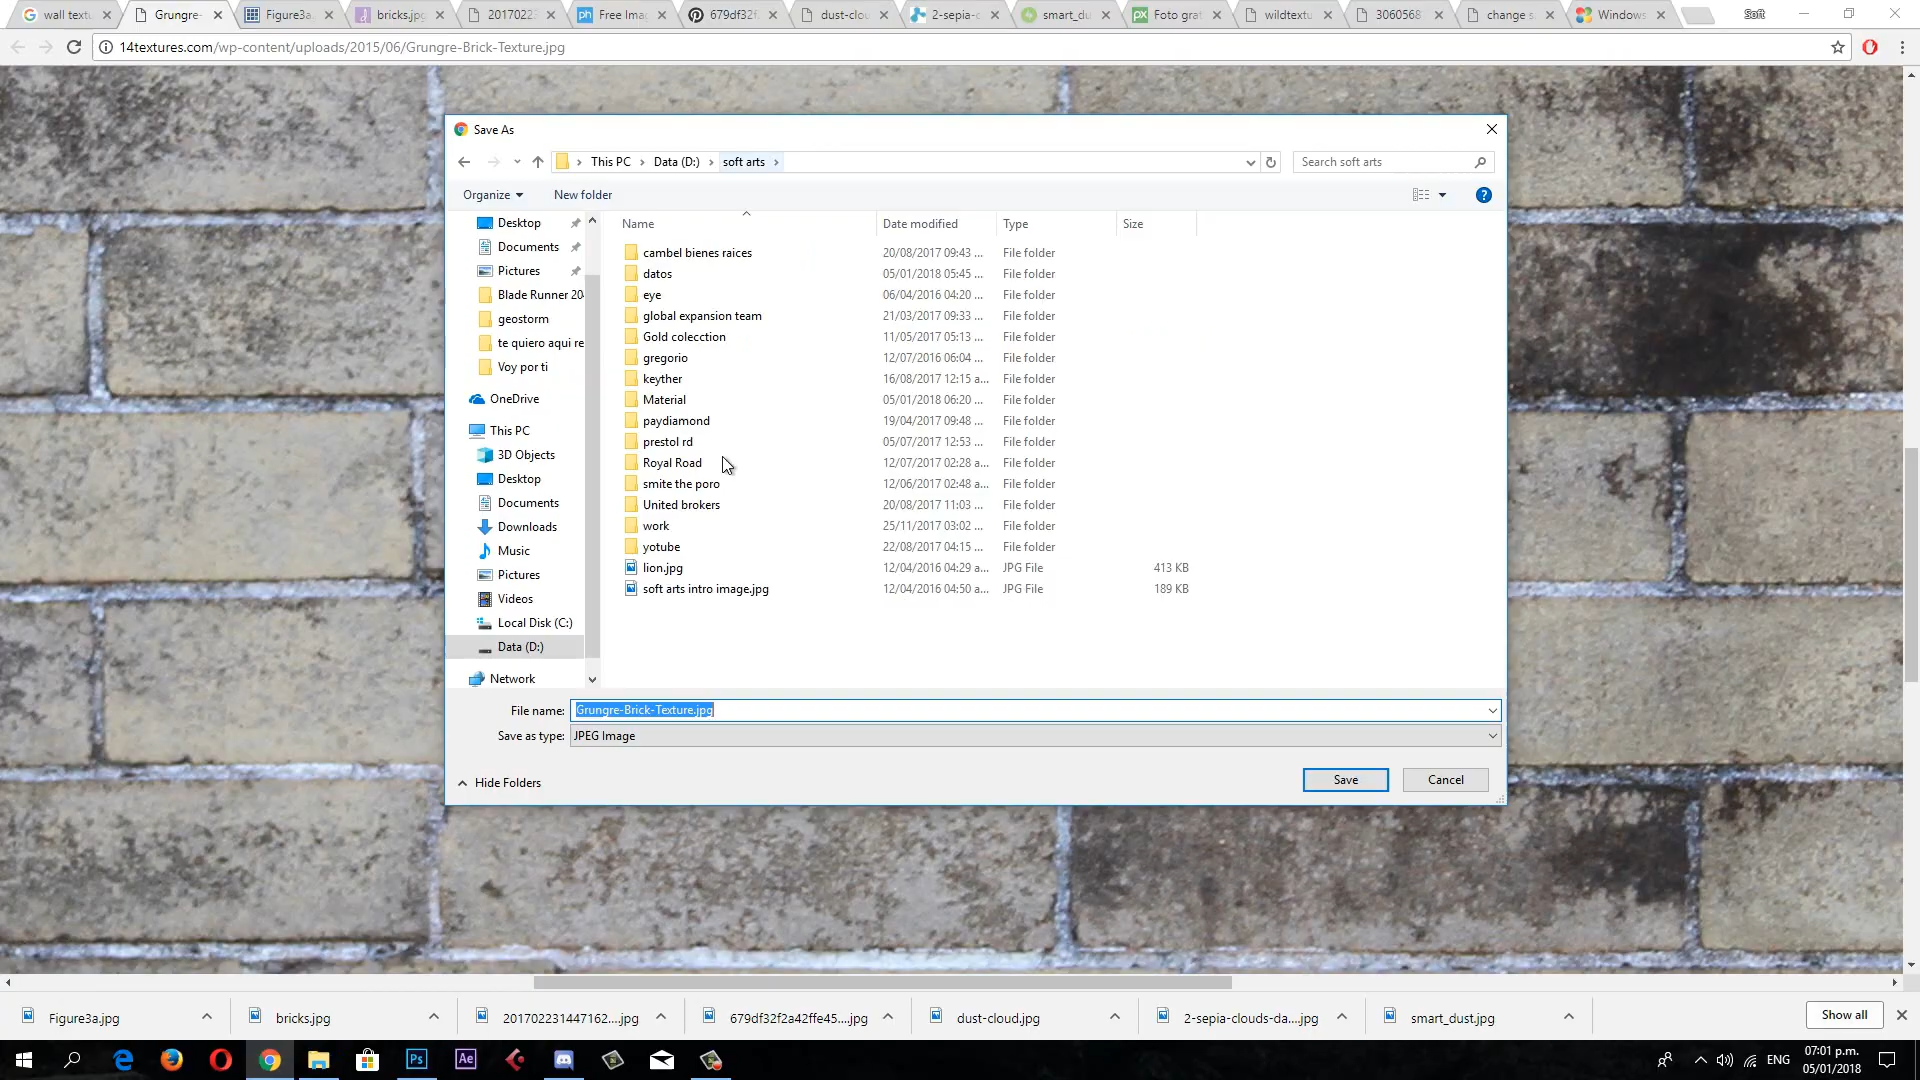 wall textu
Grungre-
Figure3a.
bricks.jpg
20170223
Free Imag
679df32f2
dust-clou
2-sepia-c
smart_du
Foto grat
wildtextu
3060568
change s
Windows
Soft
14textures.com/wp-content/uploads/2015/06/Grungre-Brick-Texture.jpg
Save As
This PC > Data (D:) > soft arts >
Search soft arts
Organize
New folder
Name
Date modified
Type
Size
Desktop
Documents
Pictures
Blade Runner 20
geostorm
te quiero aqui re
Voy por ti
OneDrive
This PC
3D Objects
Desktop
Documents
Downloads
Music
Pictures
Videos
Local Disk (C:)
Data (D:)
Network
cambel bienes raices 20/08/2017 09:43 ... File folder
datos 05/01/2018 05:45 ... File folder
eye 06/04/2016 04:20 ... File folder
global expansion team 21/03/2017 09:33 ... File folder
Gold colecction 11/05/2017 05:13 ... File folder
gregorio 12/07/2016 06:04 ... File folder
keyther 16/08/2017 12:15 a... File folder
Material 05/01/2018 06:20 ... File folder
paydiamond 19/04/2017 09:48 ... File folder
prestol rd 05/07/2017 12:53 ... File folder
Royal Road 12/07/2017 02:28 a... File folder
smite the poro 12/06/2017 02:48 a... File folder
United brokers 20/08/2017 11:03 ... File folder
work 25/11/2017 03:02 ... File folder
yotube 22/08/2017 04:15 ... File folder
lion.jpg 12/04/2016 04:29 a... JPG File 413 KB
soft arts intro image.jpg 12/04/2016 04:50 a... JPG File 189 KB
File name: Grungre-Brick-Texture.jpg
Save as type: JPEG Image
Hide Folders
Save
Cancel
Figure3a.jpg
bricks.jpg
201702231447162....jpg
679df32f2a42ffe45....jpg
dust-cloud.jpg
2-sepia-clouds-da....jpg
smart_dust.jpg
Show all
Ps
Ae
ENG
07:01 p.m.
05/01/2018